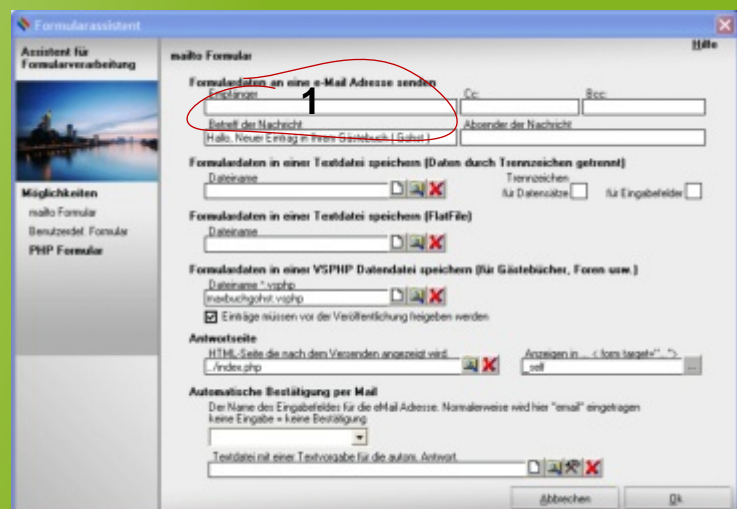 Formularassistent
Assistent für
Formularverarbeitung
Möglichkeiten
mailto Formular
Benutzerdef. Formular
PHP Formular
mailto Formular
Hilfe
Formulardaten an eine e-Mail Adresse senden
Empfänger Cc: Bcc:
1
Betreff der Nachricht Absender der Nachricht
Hallo, Neuer Eintrag in Ihrem Gästebuch ( Gohst )
Formulardaten in einer Textdatei speichern (Daten durch Trennzeichen getrennt)
Dateiname Trennzeichen
für Datensätze für Eingabefelder
Formulardaten in einer Textdatei speichern (FlatFile)
Dateiname
Formulardaten in einer VSPHP Datendatei speichern (für Gästebücher, Foren usw.)
Dateiname *.vsphp
maxbuchgohst.vsphp
Einträge müssen vor der Veröffentlichung freigeben werden
Antwortseite
HTML-Seite die nach dem Versenden angezeigt wird. Anzeigen in ... < form target="...">
../index.php _self ...
Automatische Bestätigung per Mail
Der Name des Eingabefeldes für die eMail Adresse. Normalerweise wird hier "email" eingetragen
keine Eingabe = keine Bestätigung
Textdatei mit einer Textvorgabe für die autom. Antwort
Abbrechen Ok